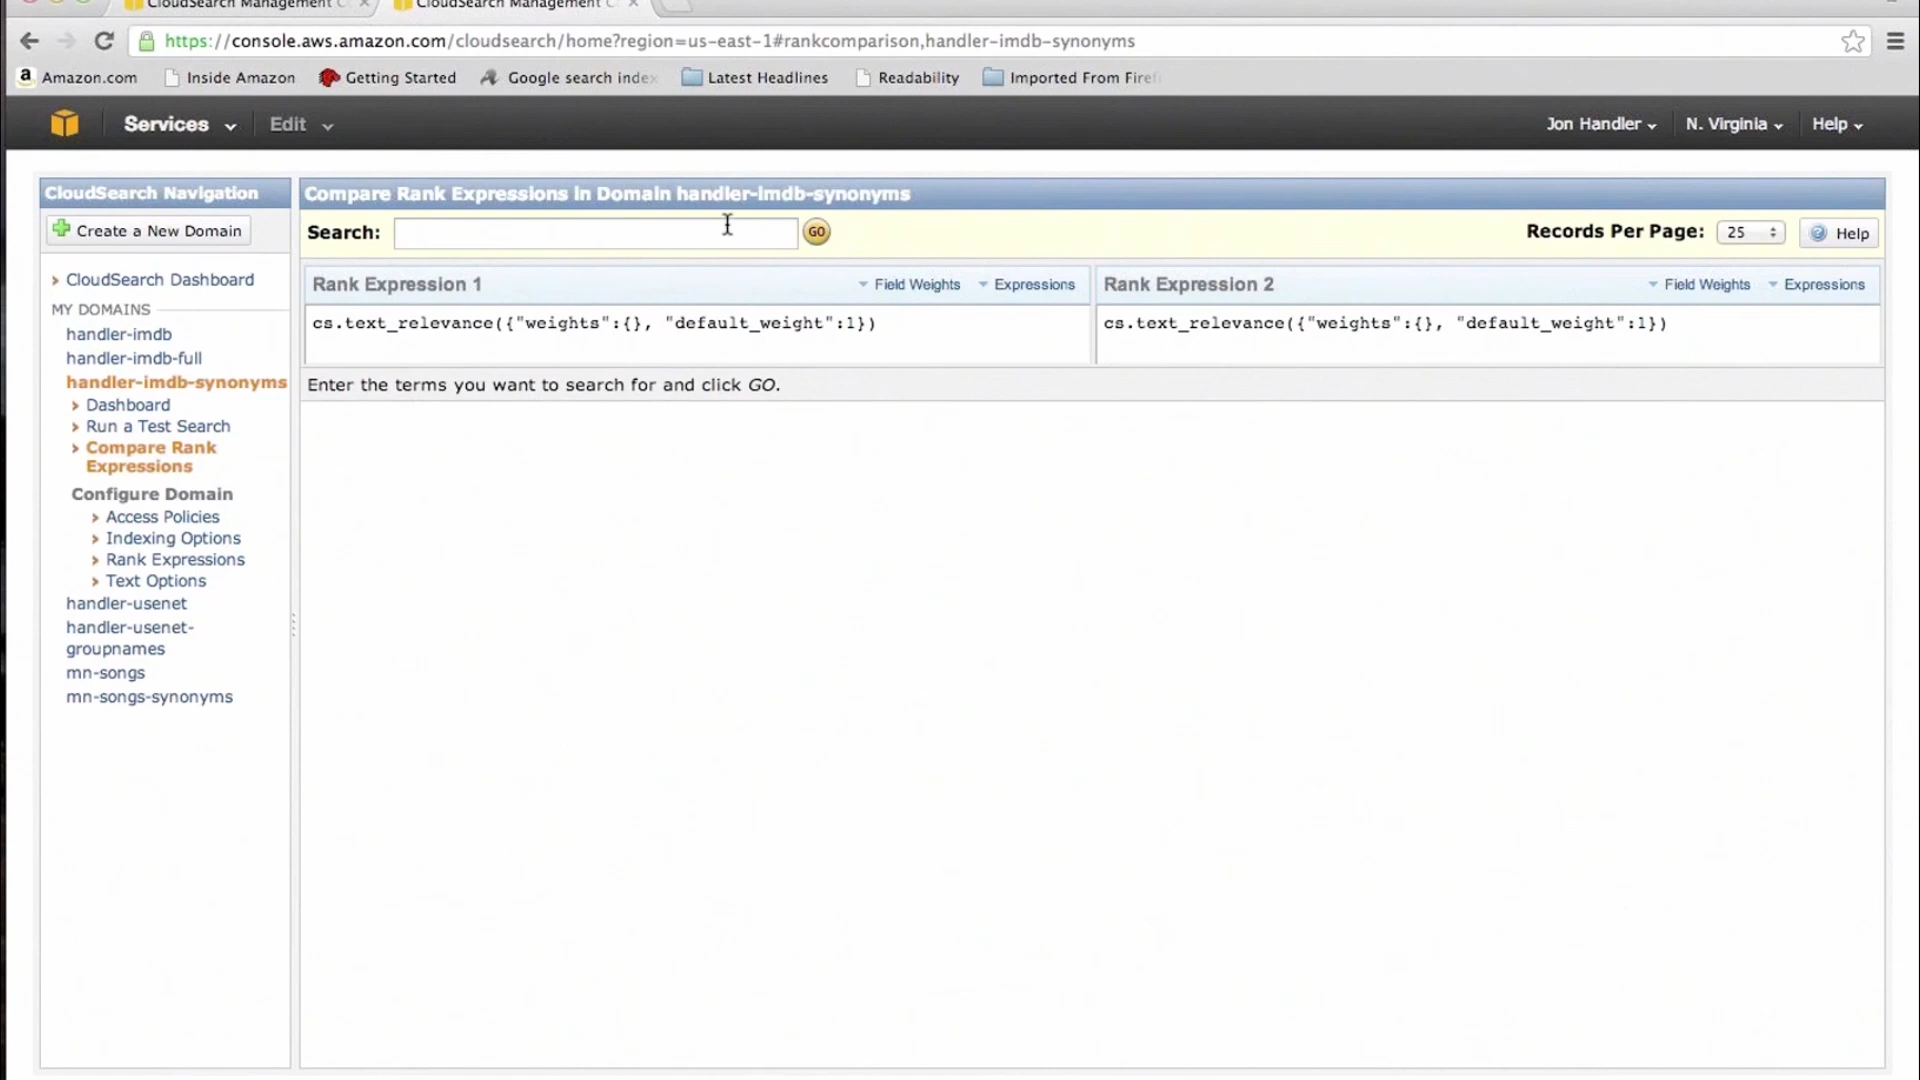 CloudSearch Management C
CloudSearch Management C
https://console.aws.amazon.com/cloudsearch/home?region=us-east-1#rankcomparison,handler-imdb-synonyms
Amazon.com Inside Amazon Getting Started Google search index Latest Headlines Readability Imported From Firef
Services Edit Jon Handler N. Virginia Help
CloudSearch Navigation
Create a New Domain
CloudSearch Dashboard
MY DOMAINS
handler-imdb
handler-imdb-full
handler-imdb-synonyms
Dashboard
Run a Test Search
Compare Rank
Expressions
Configure Domain
Access Policies
Indexing Options
Rank Expressions
Text Options
handler-usenet
handler-usenet-
groupnames
mn-songs
mn-songs-synonyms
Compare Rank Expressions in Domain handler-imdb-synonyms
Search: GO Records Per Page: 25 Help
Rank Expression 1 Field Weights Expressions
cs.text_relevance({"weights":{}, "default_weight":1})
Rank Expression 2 Field Weights Expressions
cs.text_relevance({"weights":{}, "default_weight":1})
Enter the terms you want to search for and click GO.